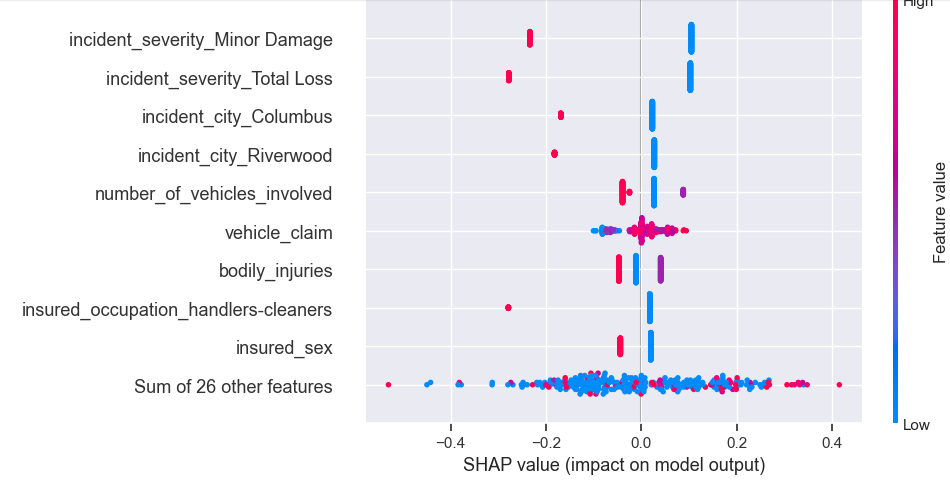 High
incident_severity_Minor Damage
incident_severity_Total Loss
incident_city_Columbus
incident_city_Riverwood
number_of_vehicles_involved
vehicle_claim
bodily_injuries
insured_occupation_handlers-cleaners
insured_sex
Sum of 26 other features
Feature value
Low
−0.4 −0.2 0.0 0.2 0.4
SHAP value (impact on model output)